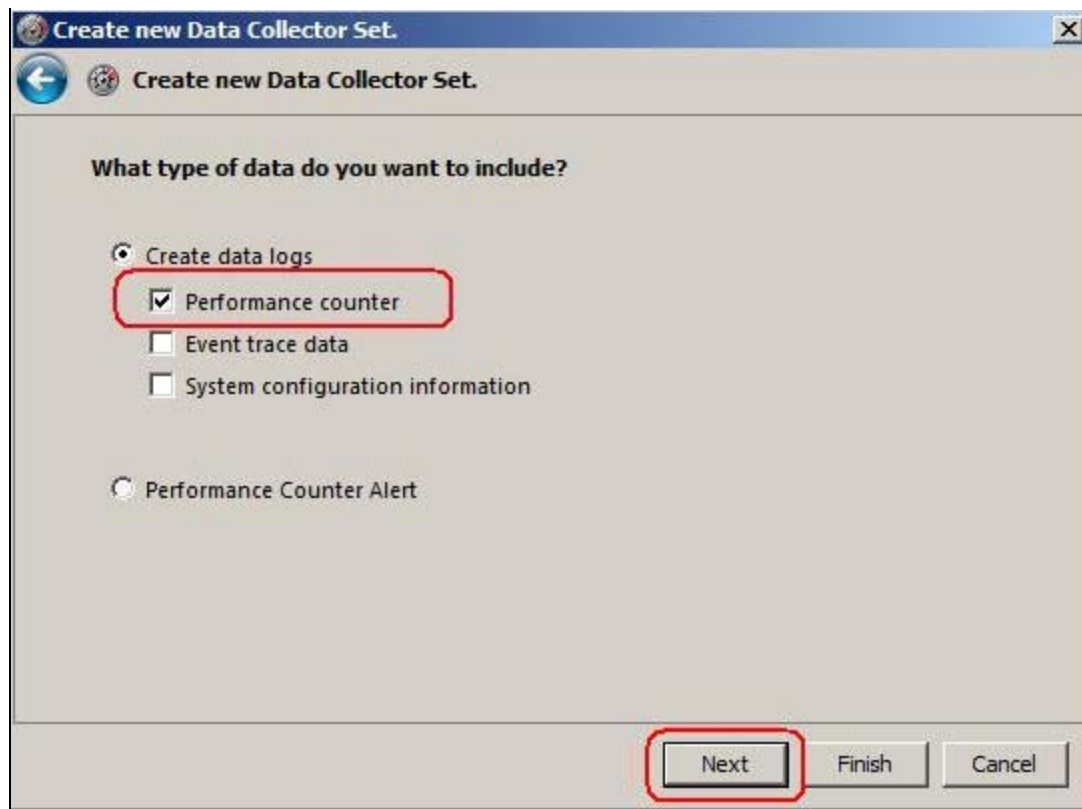 Create new Data Collector Set.
Create new Data Collector Set.
What type of data do you want to include?
Create data logs
Performance counter
Event trace data
System configuration information
Performance Counter Alert
Next
Finish
Cancel